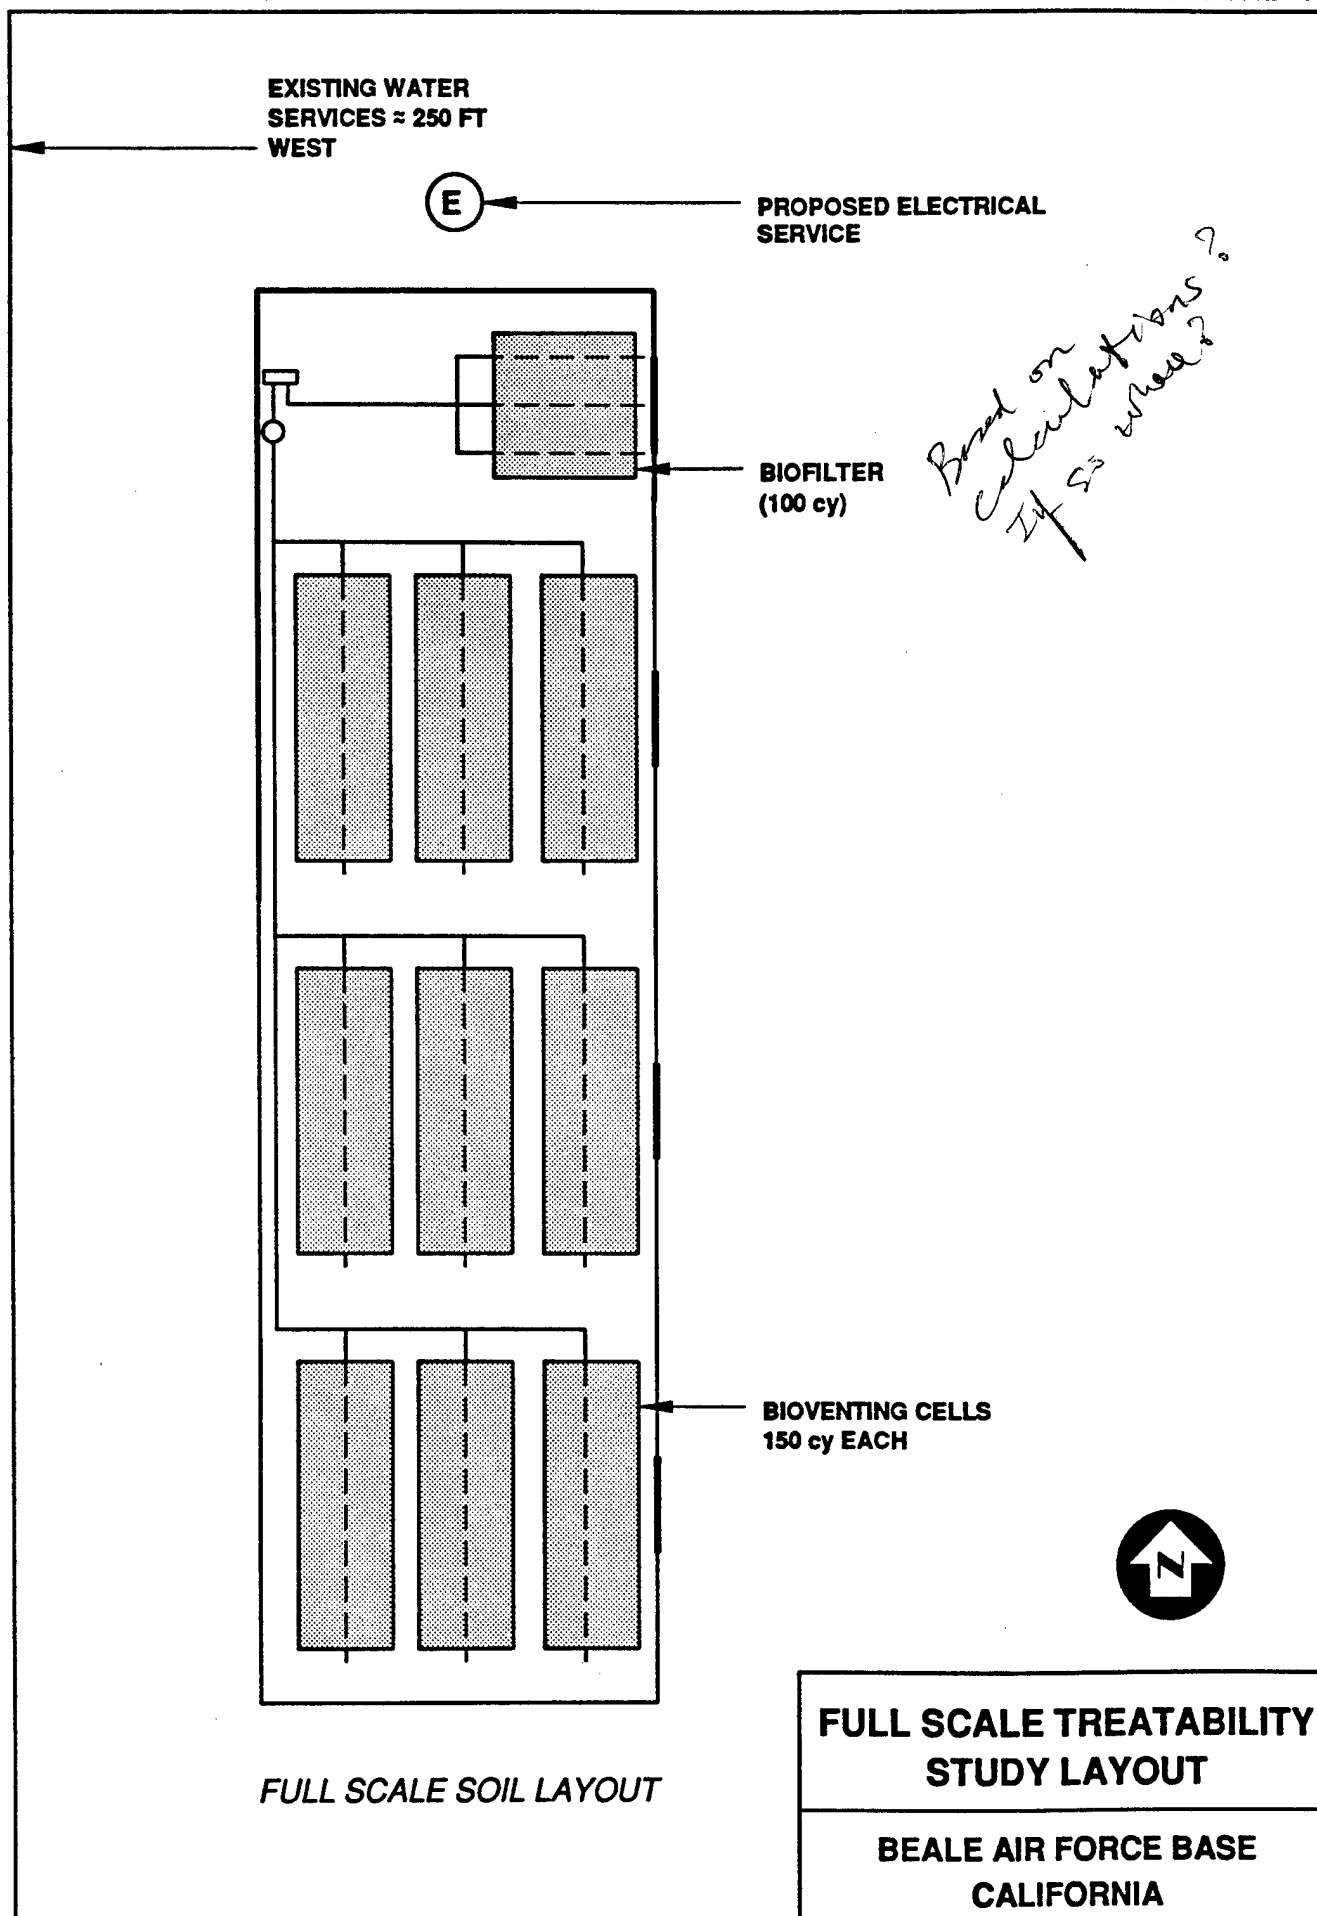 EXISTING WATER
SERVICES ≈ 250 FT
WEST
E
PROPOSED ELECTRICAL
SERVICE
Based on
calculations?
If so where?
BIOFILTER
(100 cy)
BIOVENTING CELLS
150 cy EACH
N
FULL SCALE SOIL LAYOUT
FULL SCALE TREATABILITY
STUDY LAYOUT
BEALE AIR FORCE BASE
CALIFORNIA